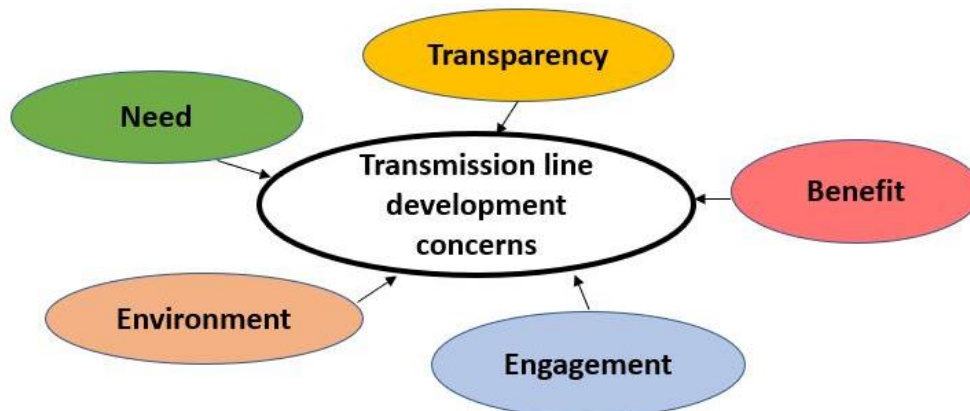 Transparency
Need
Transmission line
development
concerns
Benefit
Environment
Engagement